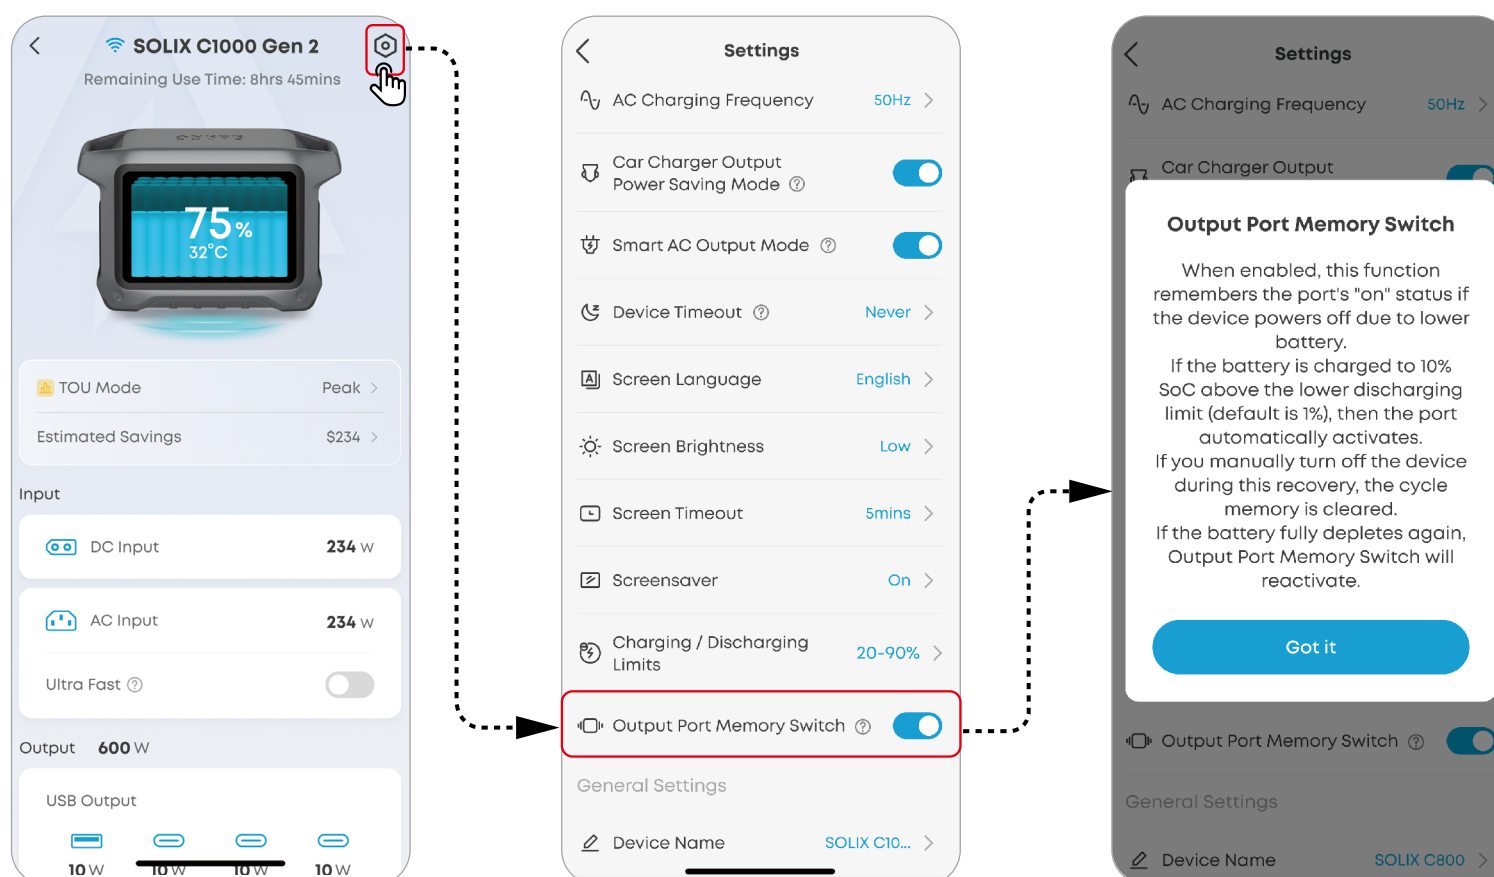 SOLIX C1000 Gen 2
Remaining Use Time: 8hrs 45mins
75%
32°C
TOU Mode
Peak
Estimated Savings
$234
Input
DC Input
234 W
AC Input
234 W
Ultra Fast
Output 600 W
USB Output
10 W 10 W 10 W 10 W
Settings
AC Charging Frequency
50Hz
Car Charger Output
Power Saving Mode
Smart AC Output Mode
Device Timeout
Never
Screen Language
English
Screen Brightness
Low
Screen Timeout
5mins
Screensaver
On
Charging / Discharging
Limits
20-90%
Output Port Memory Switch
General Settings
Device Name
SOLIX C10...
Settings
AC Charging Frequency
50Hz
Car Charger Output
Output Port Memory Switch
When enabled, this function
remembers the port's "on" status if
the device powers off due to lower
battery.
If the battery is charged to 10%
SoC above the lower discharging
limit (default is 1%), then the port
automatically activates.
If you manually turn off the device
during this recovery, the cycle
memory is cleared.
If the battery fully depletes again,
Output Port Memory Switch will
reactivate.
Got it
Output Port Memory Switch
General Settings
Device Name
SOLIX C800